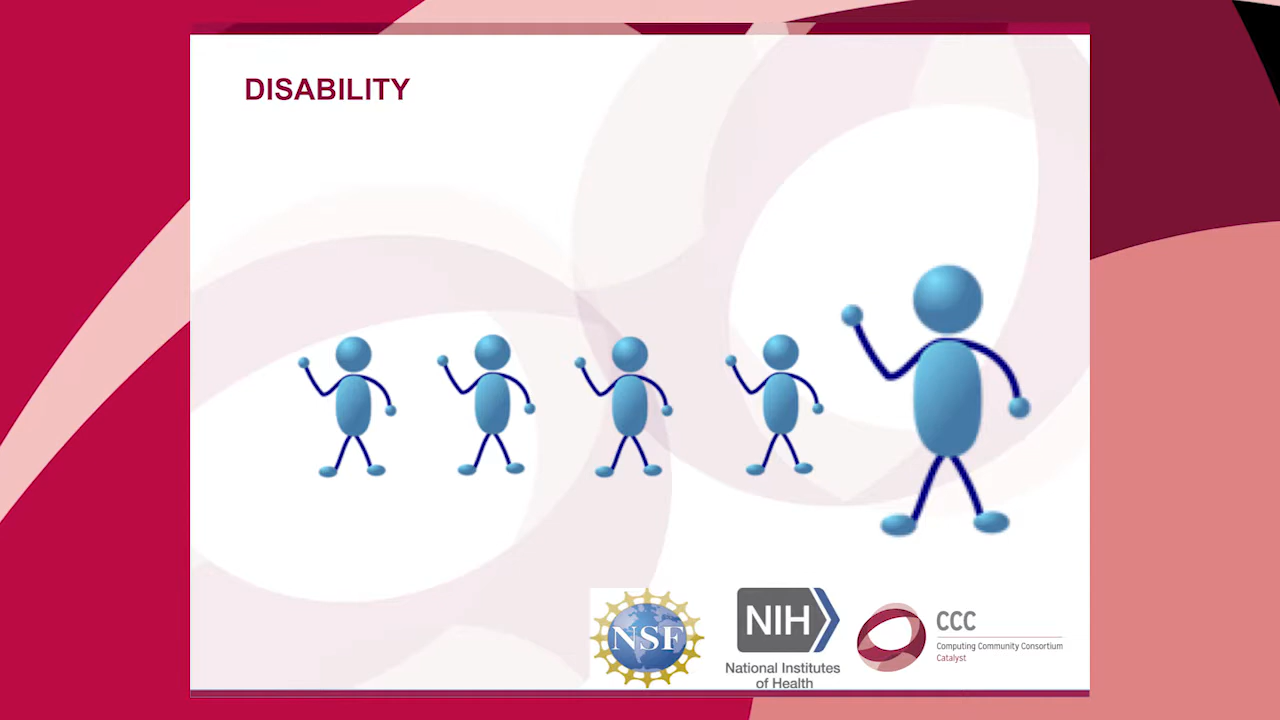 DISABILITY
NSF
NIH
National Institutes
of Health
CCC
Computing Community Consortium
Catalyst